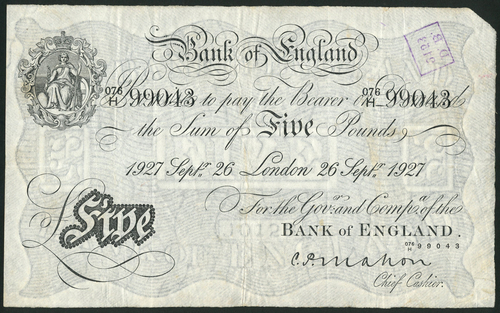 Bank of England
076/H 99043 076/H 99043
Promise to pay the Bearer on Demand
the Sum of Five Pounds
1927 Septr. 26 London 26 Septr. 1927
For the Govr. and Compa. of the
Five
BANK OF ENGLAND.
076/H 99043
C.P. Mahon
Chief Cashier.